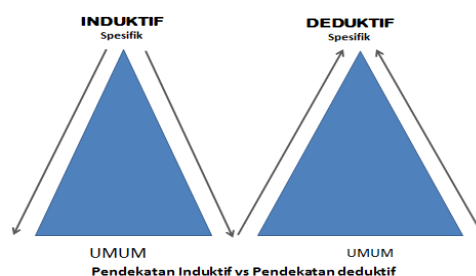 INDUKTIF
Spesifik
DEDUKTIF
Spesifik
UMUM
UMUM
Pendekatan Induktif vs Pendekatan deduktif